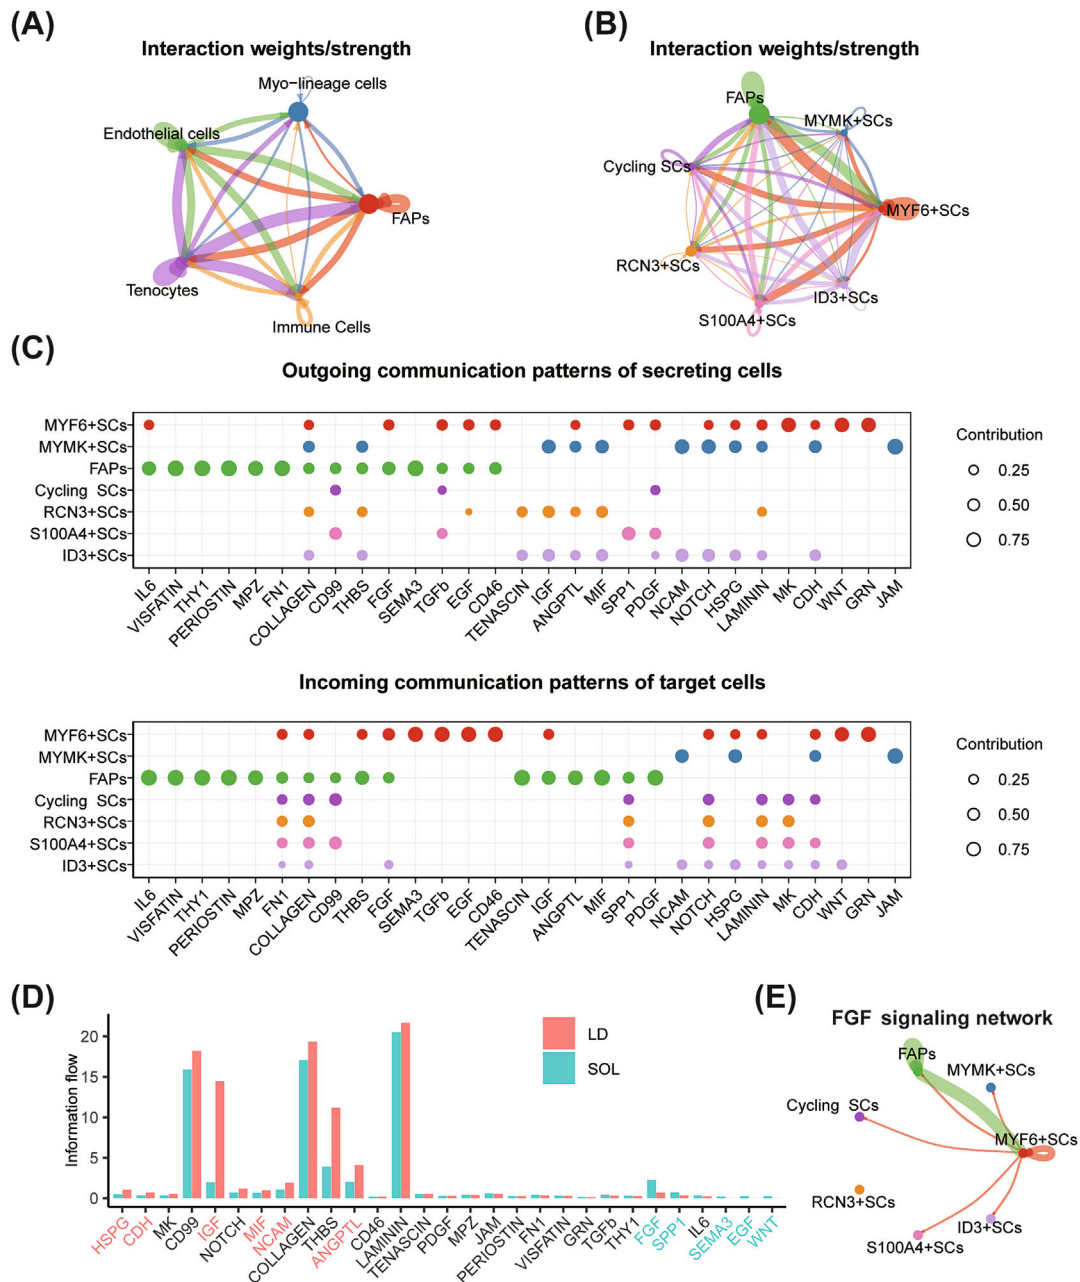 (A)
Interaction weights/strength
Myo−lineage cells
Endothelial cells
FAPs
Tenocytes
Immune Cells
(B)
Interaction weights/strength
FAPs
MYMK+SCs
Cycling SCs
MYF6+SCs
RCN3+SCs
ID3+SCs
S100A4+SCs
(C)
Outgoing communication patterns of secreting cells
MYF6+SCs
MYMK+SCs
FAPs
Cycling SCs
RCN3+SCs
S100A4+SCs
ID3+SCs
IL6
VISFATIN
THY1
PERIOSTIN
MPZ
FN1
COLLAGEN
CD99
THBS
FGF
SEMA3
TGFb
EGF
CD46
TENASCIN
IGF
ANGPTL
MIF
SPP1
PDGF
NCAM
NOTCH
HSPG
LAMININ
MK
CDH
WNT
GRN
JAM
Contribution
0.25
0.50
0.75
Incoming communication patterns of target cells
MYF6+SCs
MYMK+SCs
FAPs
Cycling SCs
RCN3+SCs
S100A4+SCs
ID3+SCs
IL6
VISFATIN
THY1
PERIOSTIN
MPZ
FN1
COLLAGEN
CD99
THBS
FGF
SEMA3
TGFb
EGF
CD46
TENASCIN
IGF
ANGPTL
MIF
SPP1
PDGF
NCAM
NOTCH
HSPG
LAMININ
MK
CDH
WNT
GRN
JAM
Contribution
0.25
0.50
0.75
(D)
Information flow
20
15
10
5
0
LD
SOL
HSPG
CDH
MK
CD99
IGF
NOTCH
MIF
NCAM
COLLAGEN
THBS
ANGPTL
CD46
LAMININ
TENASCIN
PDGF
MPZ
JAM
PERIOSTIN
FN1
VISFATIN
GRN
TGFb
THY1
FGF
SPP1
IL6
SEMA3
EGF
WNT
(E)
FGF signaling network
FAPs
MYMK+SCs
Cycling SCs
MYF6+SCs
RCN3+SCs
ID3+SCs
S100A4+SCs